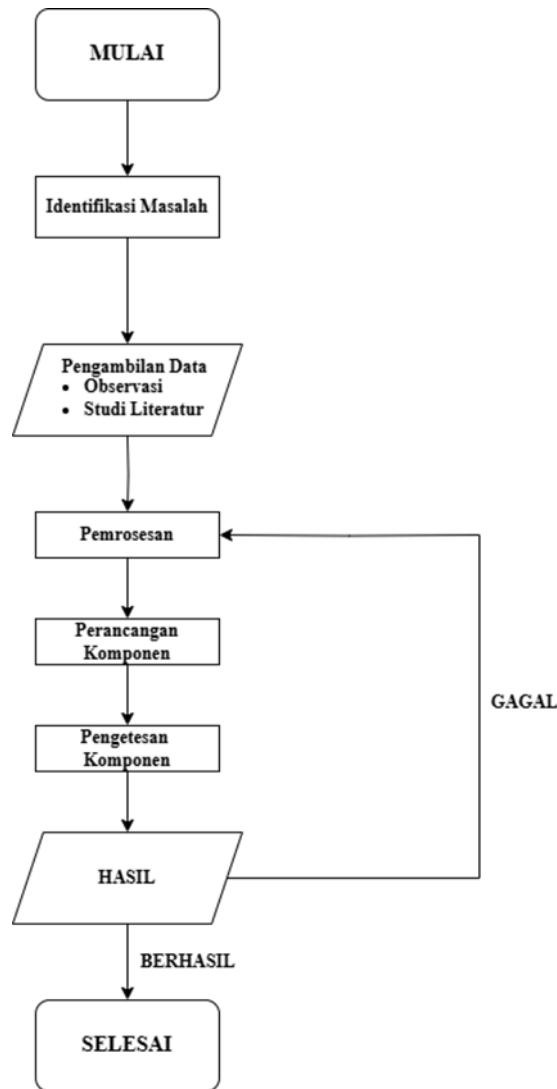 MULAI
Identifikasi Masalah
Pengambilan Data
• Observasi
• Studi Literatur
Pemrosesan
Perancangan
Komponen
Pengetesan
Komponen
GAGAL
HASIL
BERHASIL
SELESAI